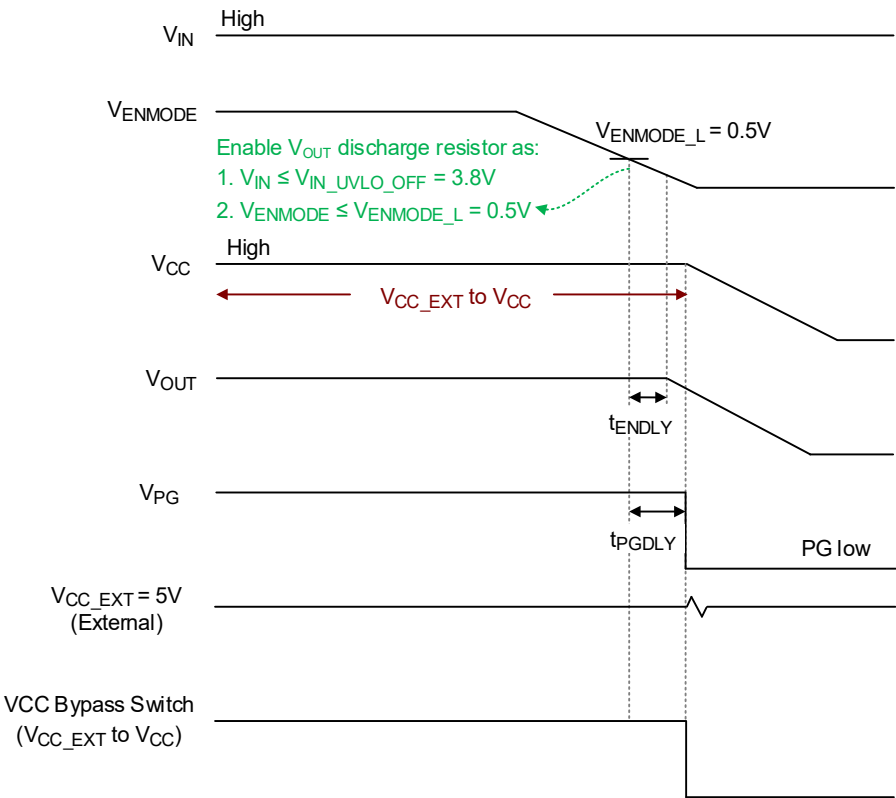 High
V_IN
V_ENMODE
V_ENMODE_L = 0.5V
Enable V_OUT discharge resistor as:
1. V_IN ≤ V_IN_UVLO_OFF = 3.8V
2. V_ENMODE ≤ V_ENMODE_L = 0.5V
High
V_CC
V_CC_EXT to V_CC
V_OUT
t_ENDLY
V_PG
t_PGDLY
PG low
V_CC_EXT = 5V
(External)
VCC Bypass Switch
(V_CC_EXT to V_CC)